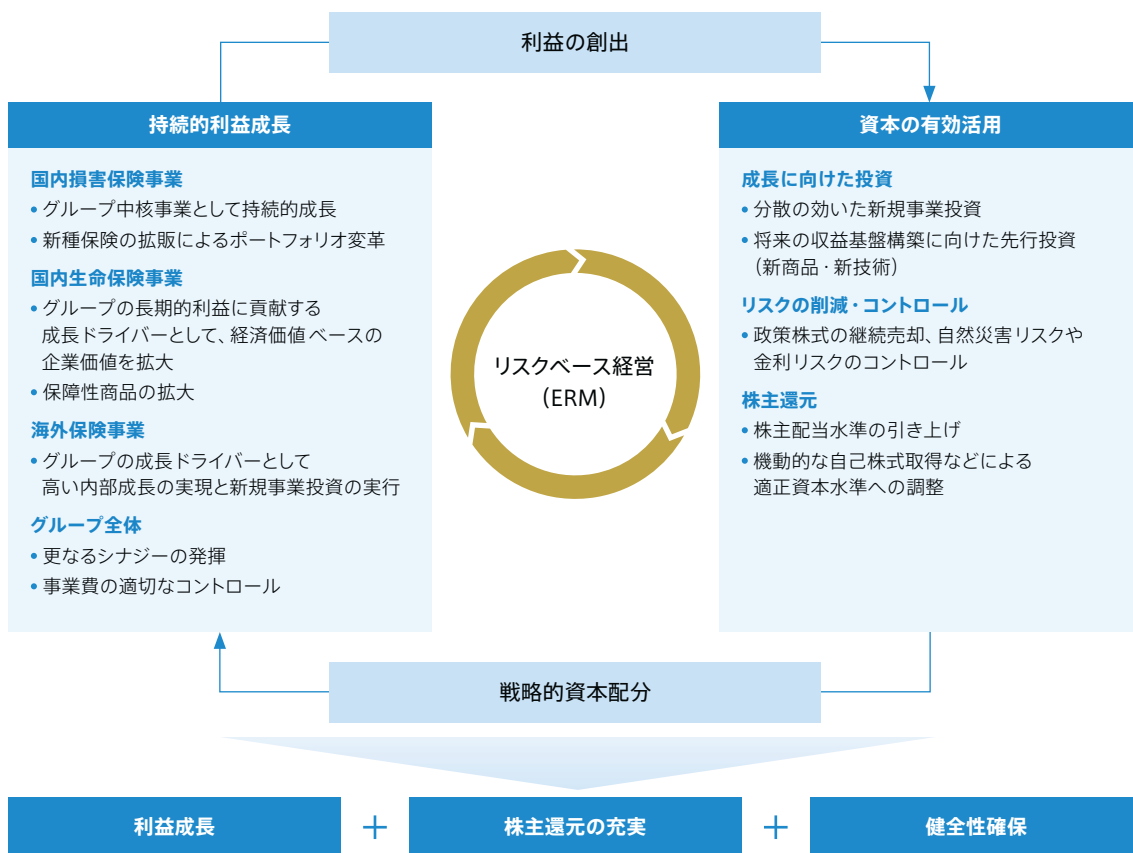 利益の創出
持続的利益成長
国内損害保険事業
• グループ中核事業として持続的成長
• 新種保険の拡販によるポートフォリオ変革
国内生命保険事業
• グループの長期的利益に貢献する
成長ドライバーとして、経済価値ベースの
企業価値を拡大
• 保障性商品の拡大
海外保険事業
• グループの成長ドライバーとして
高い内部成長の実現と新規事業投資の実行
グループ全体
• 更なるシナジーの発揮
• 事業費の適切なコントロール
リスクベース経営
(ERM)
資本の有効活用
成長に向けた投資
• 分散の効いた新規事業投資
• 将来の収益基盤構築に向けた先行投資
(新商品・新技術)
リスクの削減・コントロール
• 政策株式の継続売却、自然災害リスクや
金利リスクのコントロール
株主還元
• 株主配当水準の引き上げ
• 機動的な自己株式取得などによる
適正資本水準への調整
戦略的資本配分
利益成長
+
株主還元の充実
+
健全性確保